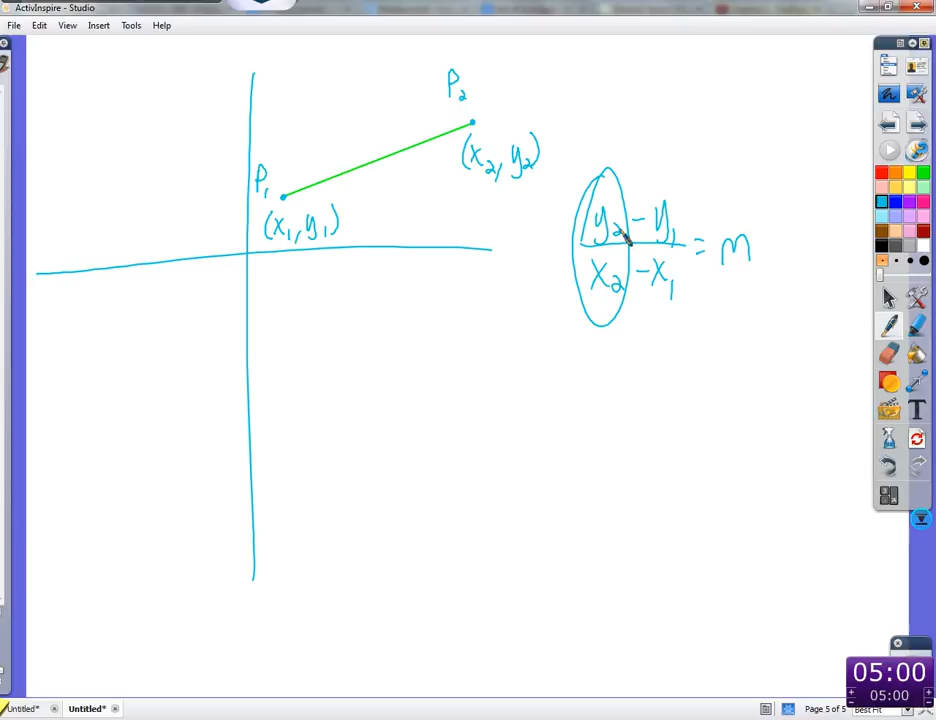 ActivInspire - Studio
File Edit View Insert Tools Help
P₂
(x₂, y₂)
P₁
(x₁, y₁)
y₂ - y₁
x₂ - x₁
= m
05:00
05:00
Untitled* Untitled* Page 5 of 5 Best Fit